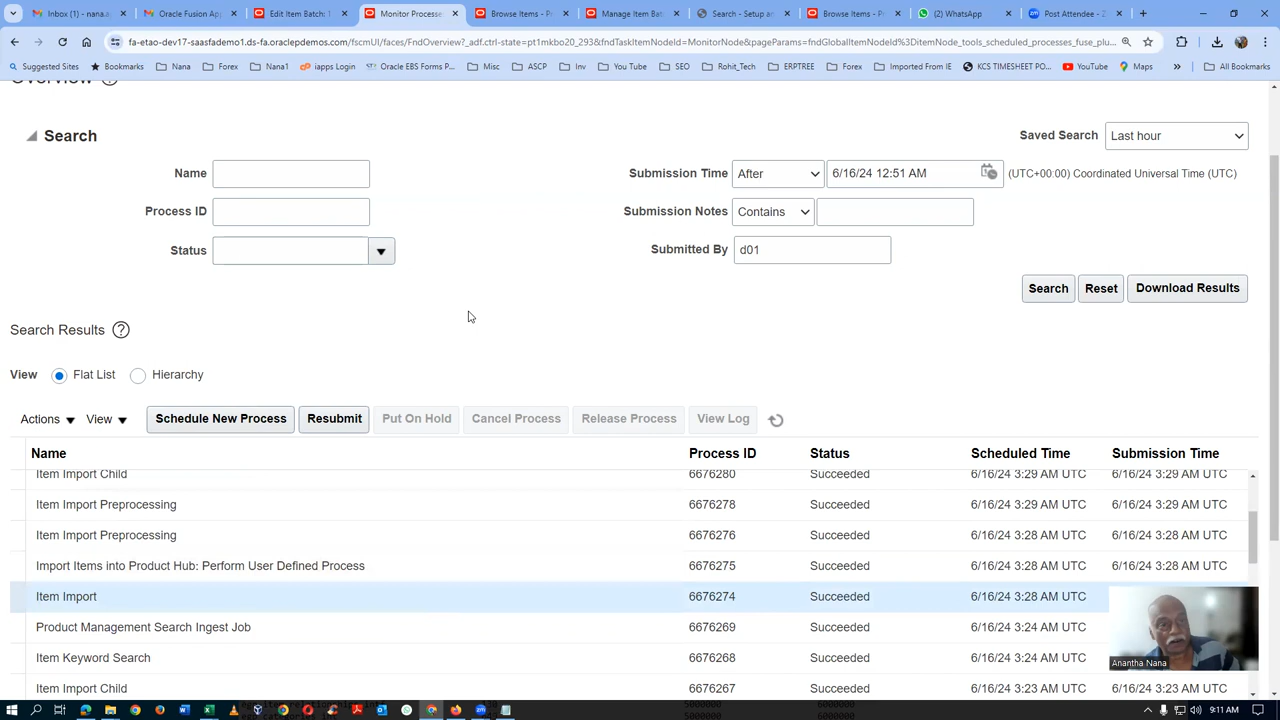 Inbox (1) - nana.a
Oracle Fusion App
Edit Item Batch: 1
Monitor Processe
Browse Items - P
Manage Item Bat
Search - Setup a
Browse Items - P
(2) WhatsApp
Post Attendee - Z
fa-etao-dev17-saasfademo1.ds-fa.oraclepdemos.com/fscmUI/faces/FndOverview?_adf.ctrl-state=pt1mkbo20_293&fndTaskItemNodeId=MonitorNode&pageParams=fndGlobalItemNodeId%3DitemNode_tools_scheduled_processes_fuse_plu...
Suggested Sites Bookmarks Nana Forex Nana1 iapps Login Oracle EBS Forms P... Misc ASCP Inv You Tube SEO Rohit_Tech ERPTREE Forex Imported From IE KCS TIMESHEET PO... YouTube Maps » All Bookmarks
Overview
Search
Saved Search Last hour
Name
Submission Time After 6/16/24 12:51 AM (UTC+00:00) Coordinated Universal Time (UTC)
Process ID
Submission Notes Contains
Status
Submitted By d01
Search Reset Download Results
Search Results
View Flat List Hierarchy
Actions View Schedule New Process Resubmit Put On Hold Cancel Process Release Process View Log
Name Process ID Status Scheduled Time Submission Time
Item Import Child 6676280 Succeeded 6/16/24 3:29 AM UTC 6/16/24 3:29 AM UTC
Item Import Preprocessing 6676278 Succeeded 6/16/24 3:29 AM UTC 6/16/24 3:29 AM UTC
Item Import Preprocessing 6676276 Succeeded 6/16/24 3:29 AM UTC 6/16/24 3:29 AM UTC
Import Items into Product Hub: Perform User Defined Process 6676275 Succeeded 6/16/24 3:28 AM UTC 6/16/24 3:28 AM UTC
Item Import 6676274 Succeeded 6/16/24 3:28 AM UTC
Product Management Search Ingest Job 6676269 Succeeded 6/16/24 3:24 AM UTC
Item Keyword Search 6676268 Succeeded 6/16/24 3:24 AM UTC
Item Import Child 6676267 Succeeded 6/16/24 3:23 AM UTC 6/16/24 3:23 AM UTC
Anantha Nana
9:11 AM